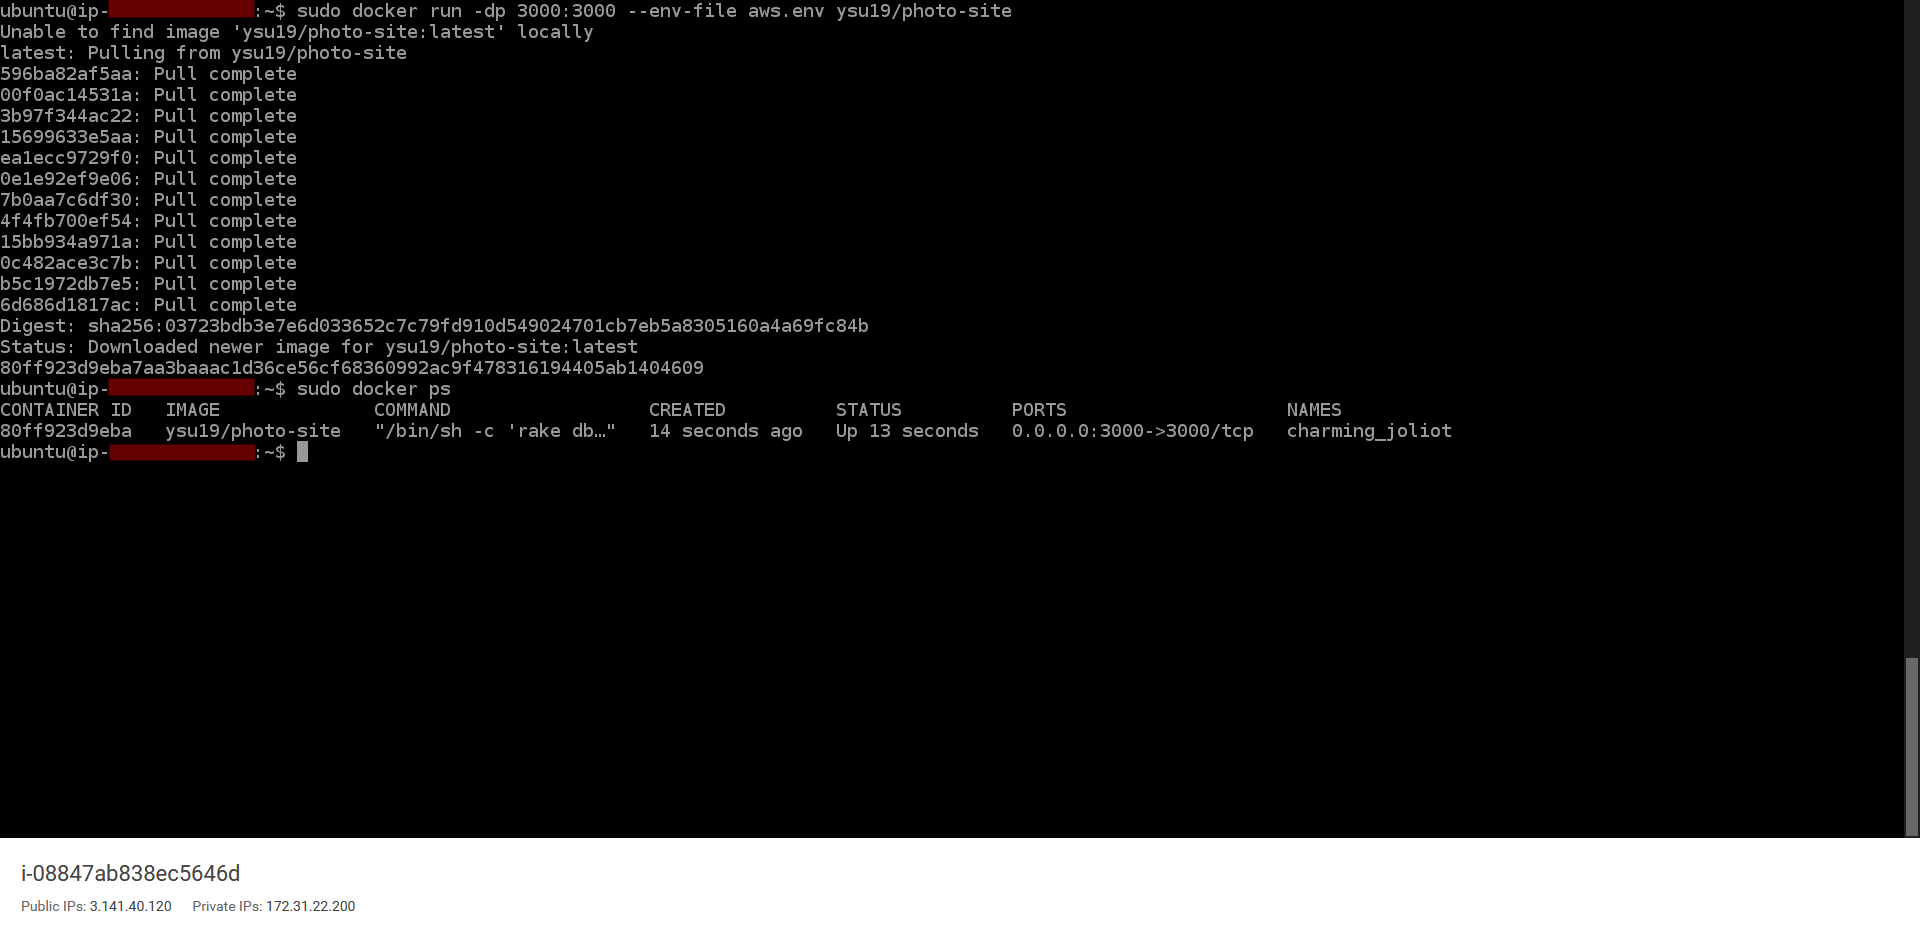 ubuntu@ip- :~$ sudo docker run -dp 3000:3000 --env-file aws.env ysu19/photo-site
Unable to find image 'ysu19/photo-site:latest' locally
latest: Pulling from ysu19/photo-site
596ba82af5aa: Pull complete
00f0ac14531a: Pull complete
3b97f344ac22: Pull complete
15699633e5aa: Pull complete
ea1ecc9729f0: Pull complete
0e1e92ef9e06: Pull complete
7b0aa7c6df30: Pull complete
4f4fb700ef54: Pull complete
15bb934a971a: Pull complete
0c482ace3c7b: Pull complete
b5c1972db7e5: Pull complete
6d686d1817ac: Pull complete
Digest: sha256:03723bdb3e7e6d033652c7c79fd910d549024701cb7eb5a8305160a4a69fc84b
Status: Downloaded newer image for ysu19/photo-site:latest
80ff923d9eba7aa3baaac1d36ce56cf68360992ac9f478316194405ab1404609
ubuntu@ip- :~$ sudo docker ps
CONTAINER ID   IMAGE              COMMAND                  CREATED          STATUS          PORTS                    NAMES
80ff923d9eba   ysu19/photo-site   "/bin/sh -c 'rake db…"   14 seconds ago   Up 13 seconds   0.0.0.0:3000->3000/tcp   charming_joliot
ubuntu@ip- :~$
i-08847ab838ec5646d
Public IPs: 3.141.40.120 Private IPs: 172.31.22.200